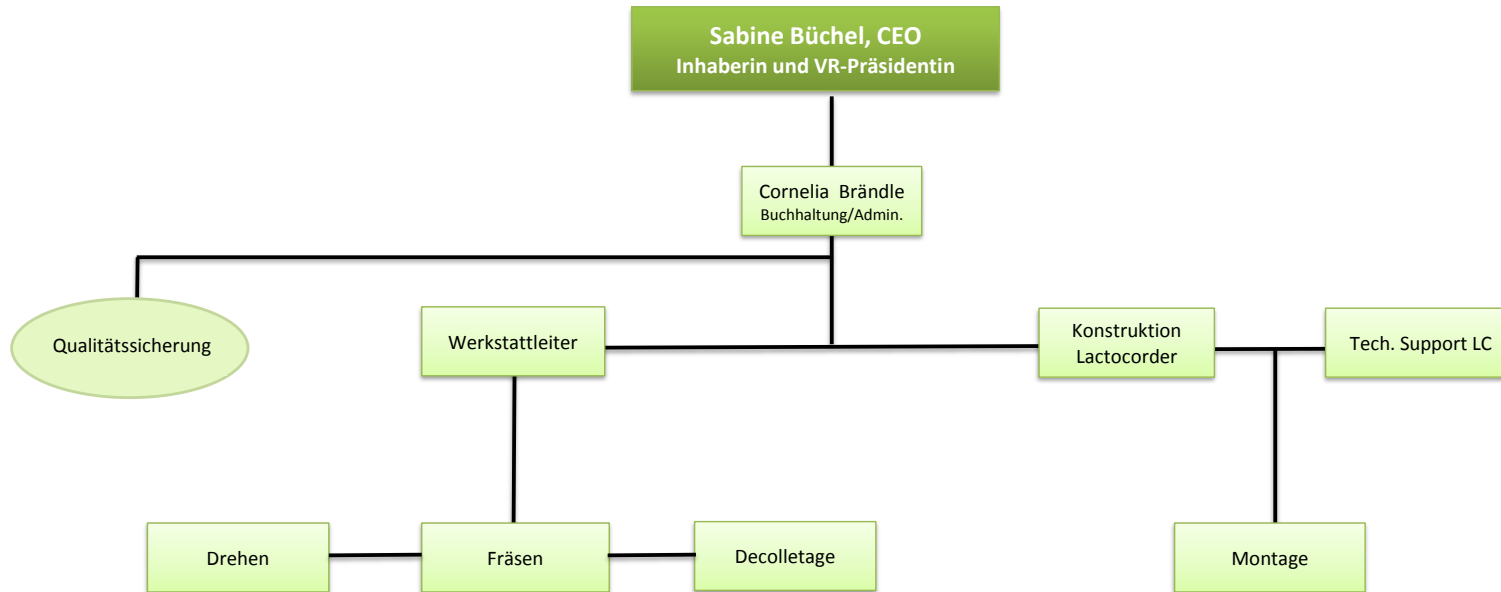 Sabine Büchel, CEO
Inhaberin und VR-Präsidentin
Cornelia Brändle
Buchhaltung/Admin.
Qualitätssicherung
Werkstattleiter
Konstruktion
Lactocorder
Tech. Support LC
Drehen
Fräsen
Decolletage
Montage